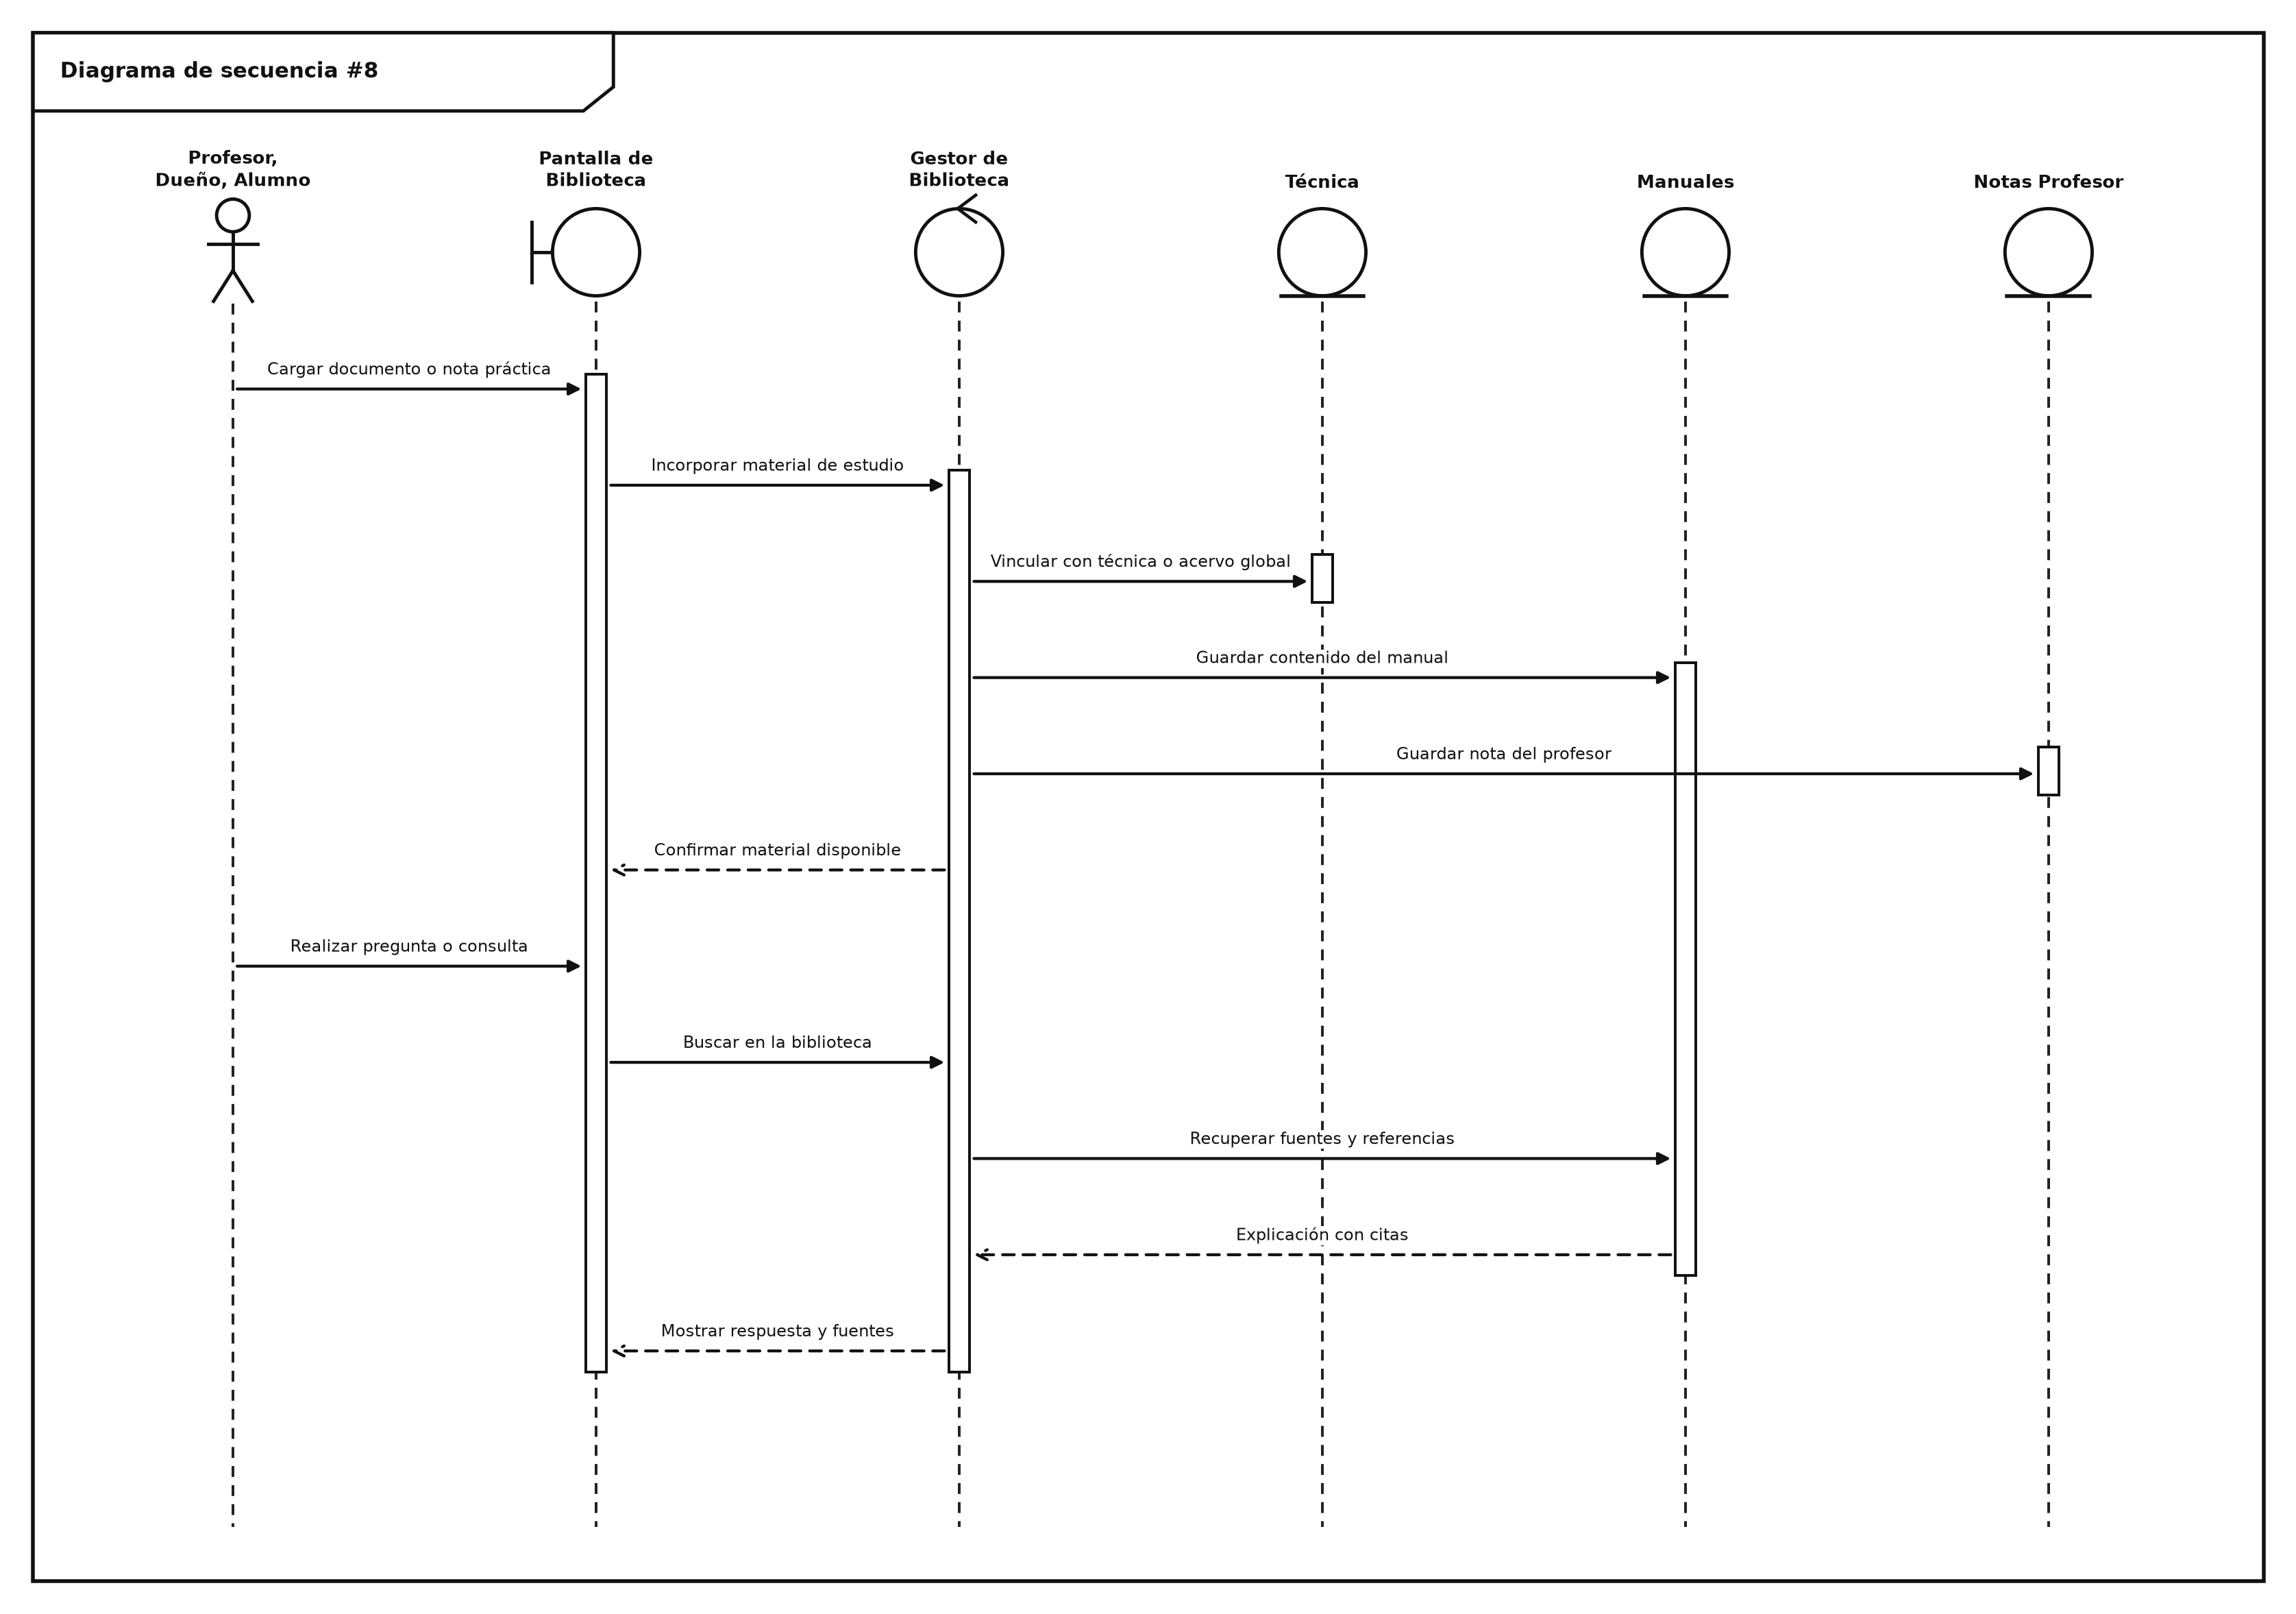 Diagrama de secuencia #8
Profesor,
Dueño, Alumno
Pantalla de
Biblioteca
Gestor de
Biblioteca
Técnica
Manuales
Notas Profesor
Cargar documento o nota práctica
Incorporar material de estudio
Vincular con técnica o acervo global
Guardar contenido del manual
Guardar nota del profesor
Confirmar material disponible
Realizar pregunta o consulta
Buscar en la biblioteca
Recuperar fuentes y referencias
Explicación con citas
Mostrar respuesta y fuentes